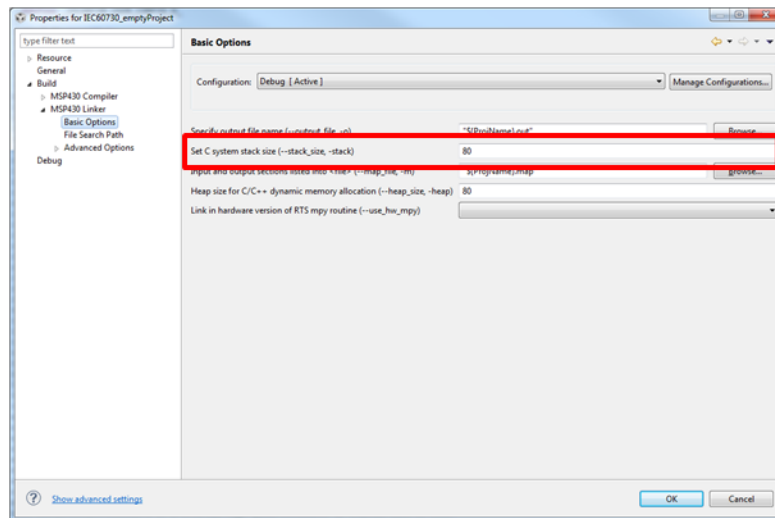 Properties for IEC60730_emptyProject
type filter text
Resource
General
Build
MSP430 Compiler
MSP430 Linker
Basic Options
File Search Path
Advanced Options
Debug
Basic Options
Configuration: Debug [ Active ] Manage Configurations...
Specify output file name (--output_file, -o) "${ProjName}.out" Browse...
Set C system stack size (--stack_size, -stack) 80
Input and output sections listed into <file> (--map_file, -m) "${ProjName}.map" Browse...
Heap size for C/C++ dynamic memory allocation (--heap_size, -heap) 80
Link in hardware version of RTS mpy routine (--use_hw_mpy)
Show advanced settings
OK Cancel